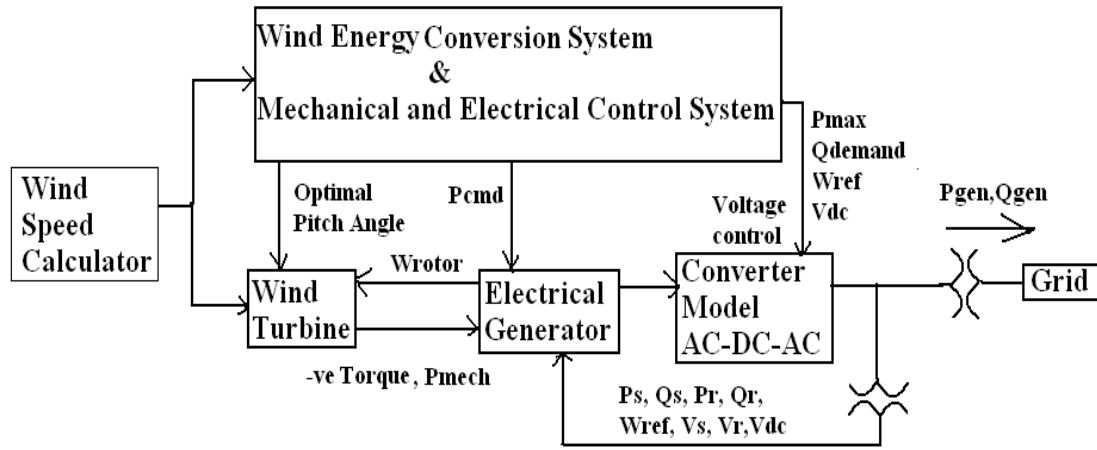 Wind Energy Conversion System
&
Mechanical and Electrical Control System
Wind
Speed
Calculator
Optimal
Pitch Angle
Pcmd
Pmax
Qdemand
Wref
Vdc
Voltage
control
Pgen,Qgen
Wrotor
Wind
Turbine
Electrical
Generator
Converter
Model
AC-DC-AC
Grid
-ve Torque, Pmech
Ps, Qs, Pr, Qr,
Wref, Vs, Vr,Vdc